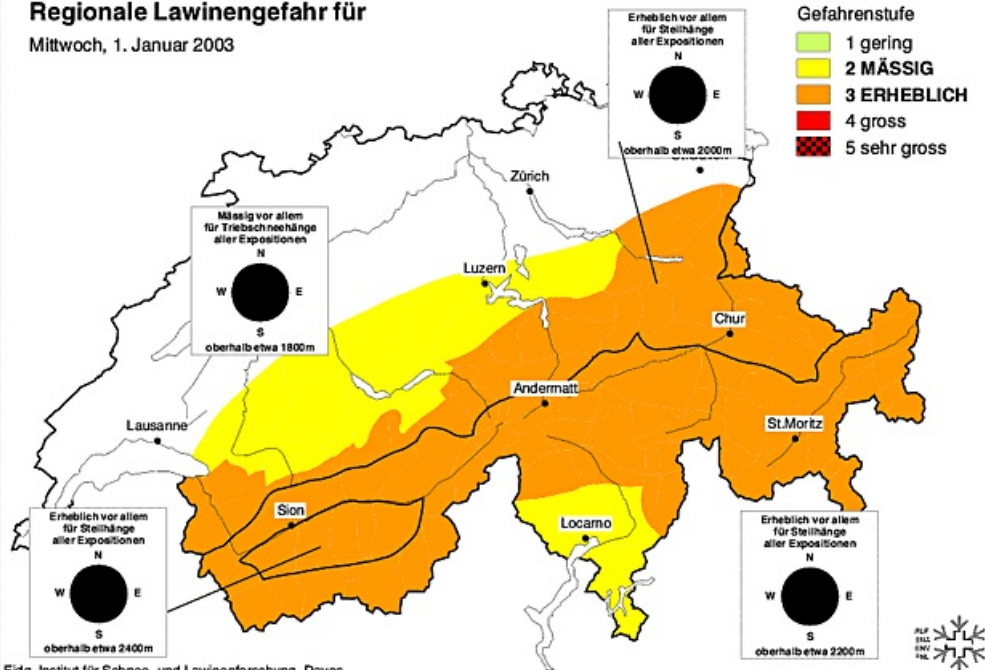 Regionale Lawinengefahr für
Mittwoch, 1. Januar 2003
Gefahrenstufe
1 gering
2 MÄSSIG
3 ERHEBLICH
4 gross
5 sehr gross
Erheblich vor allem
für Steilhänge
aller Expositionen
N
W E
S
oberhalb etwa 2000m
Zürich
Mässig vor allem
für Triebschneehänge
aller Expositionen
N
W E
S
oberhalb etwa 1800m
Luzern
Chur
Andermatt
Lausanne
St.Moritz
Sion
Locarno
Erheblich vor allem
für Steilhänge
aller Expositionen
N
W E
S
oberhalb etwa 2400m
Erheblich vor allem
für Steilhänge
aller Expositionen
N
W E
S
oberhalb etwa 2200m
Eidg. Institut für Schnee- und Lawinenforschung, Davos